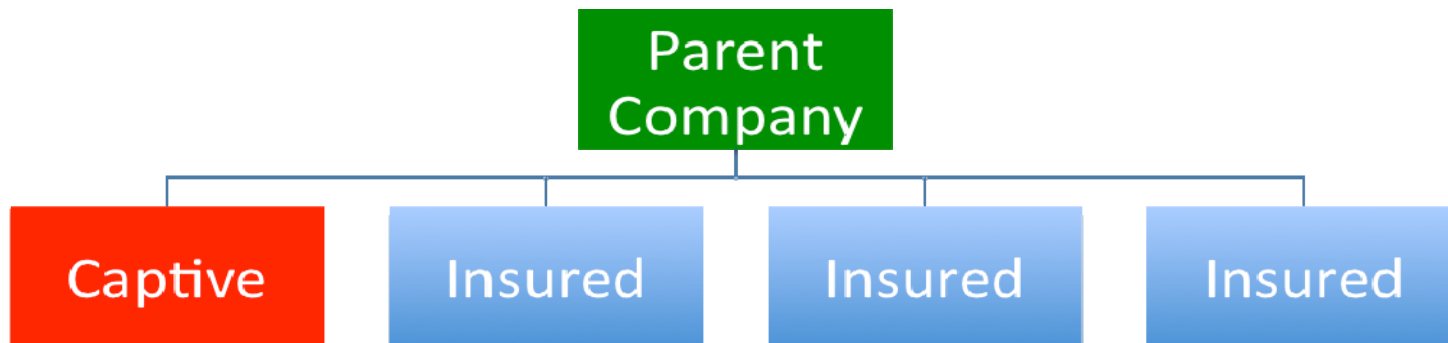 Parent
Company
Captive
Insured
Insured
Insured